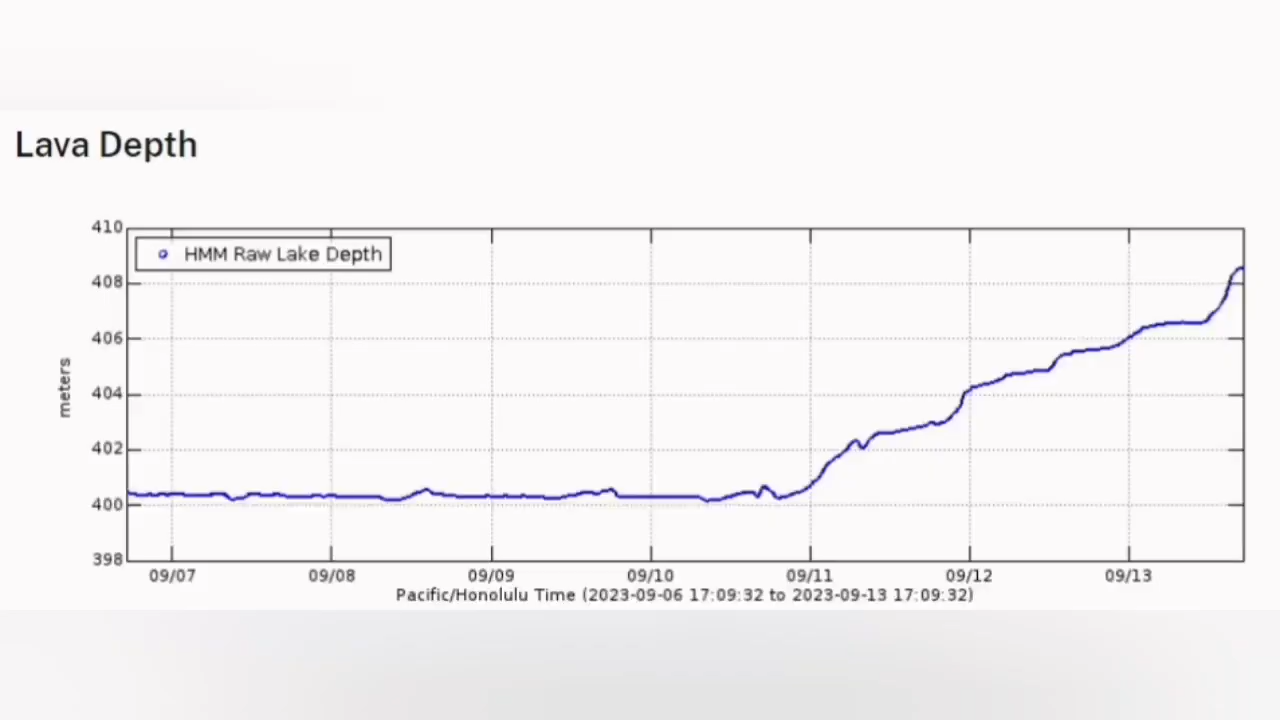 Lava Depth
410
HMM Raw Lake Depth
408
406
404
402
400
398
meters
09/07 09/08 09/09 09/10 09/11 09/12 09/13
Pacific/Honolulu Time (2023-09-06 17:09:32 to 2023-09-13 17:09:32)